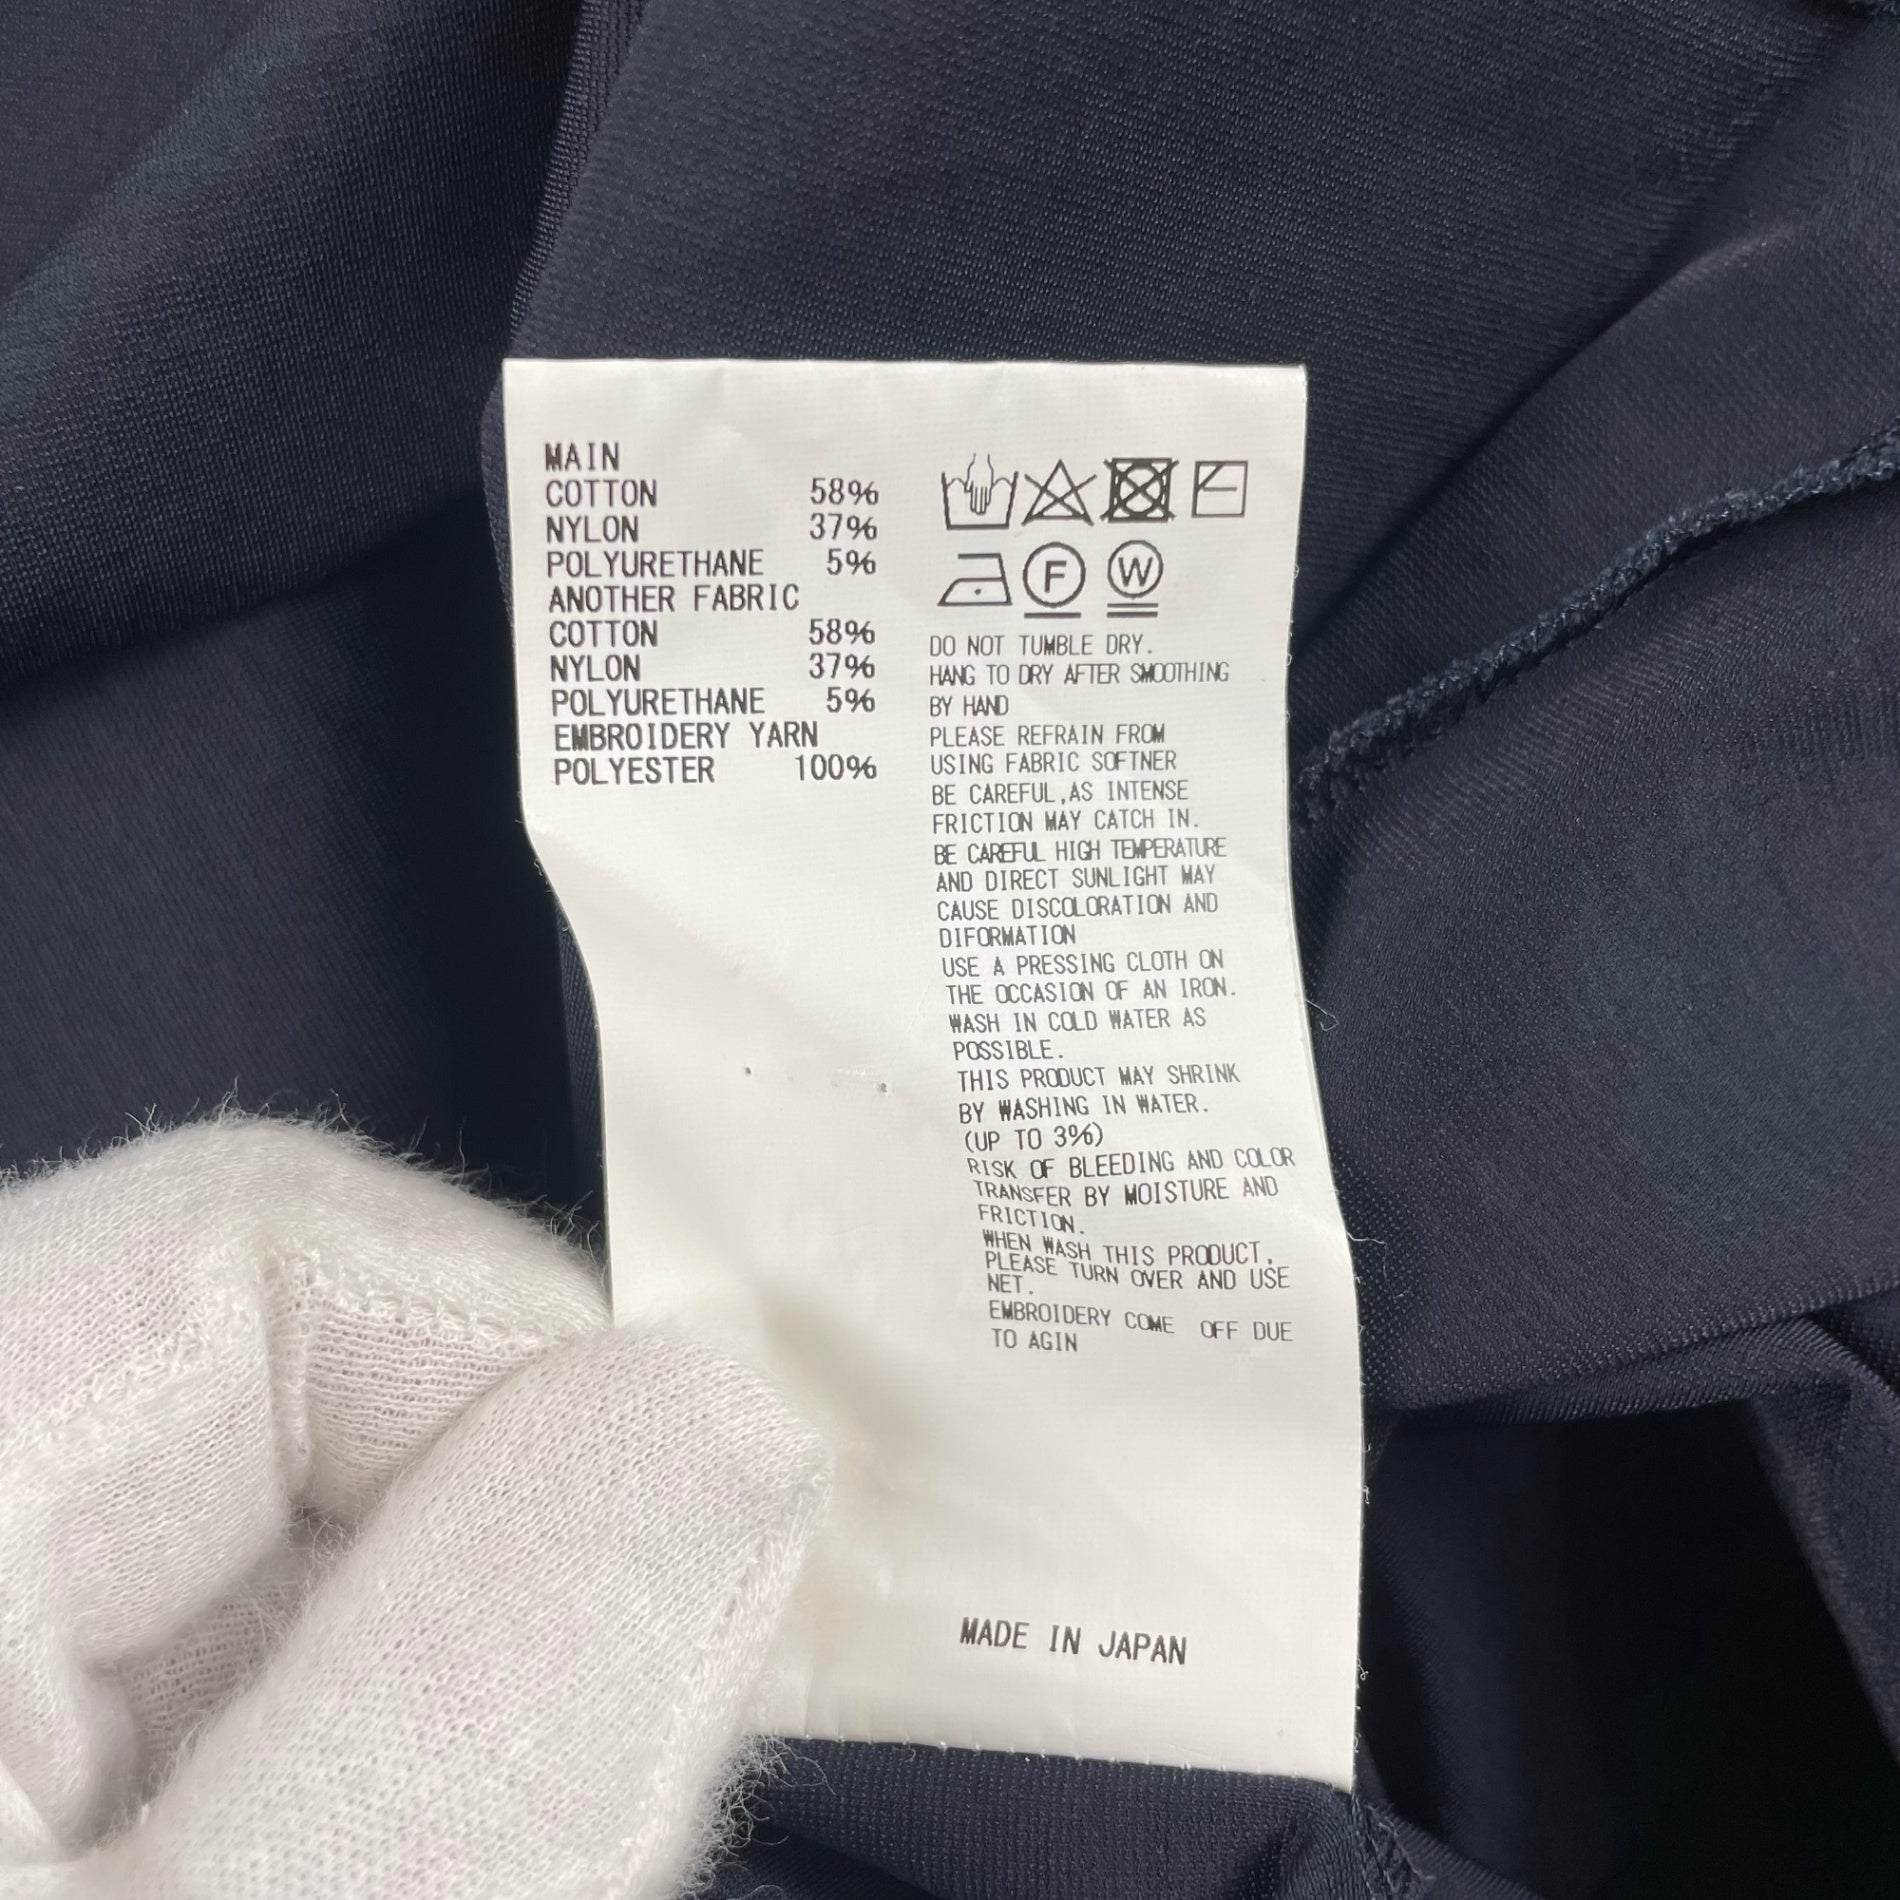 MAIN
COTTON 58%
NYLON 37%
POLYURETHANE 5%
ANOTHER FABRIC
COTTON 58%
NYLON 37%
POLYURETHANE 5%
EMBROIDERY YARN
POLYESTER 100%
F W
DO NOT TUMBLE DRY.
HANG TO DRY AFTER SMOOTHING
BY HAND
PLEASE REFRAIN FROM
USING FABRIC SOFTNER
BE CAREFUL,AS INTENSE
FRICTION MAY CATCH IN.
BE CAREFUL HIGH TEMPERATURE
AND DIRECT SUNLIGHT MAY
CAUSE DISCOLORATION AND
DIFORMATION
USE A PRESSING CLOTH ON
THE OCCASION OF AN IRON.
WASH IN COLD WATER AS
POSSIBLE.
THIS PRODUCT MAY SHRINK
BY WASHING IN WATER.
(UP TO 3%)
RISK OF BLEEDING AND COLOR
TRANSFER BY MOISTURE AND
FRICTION.
WHEN WASH THIS PRODUCT,
PLEASE TURN OVER AND USE
NET.
EMBROIDERY COME OFF DUE
TO AGIN
MADE IN JAPAN